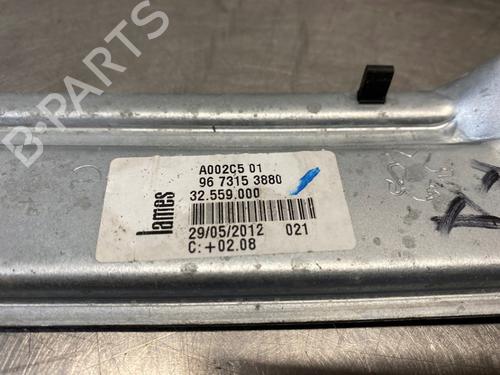 B-PARTS
A002C5 01
96 7315 3880
32.559.000
lames
29/05/2012 021
C:+02.08